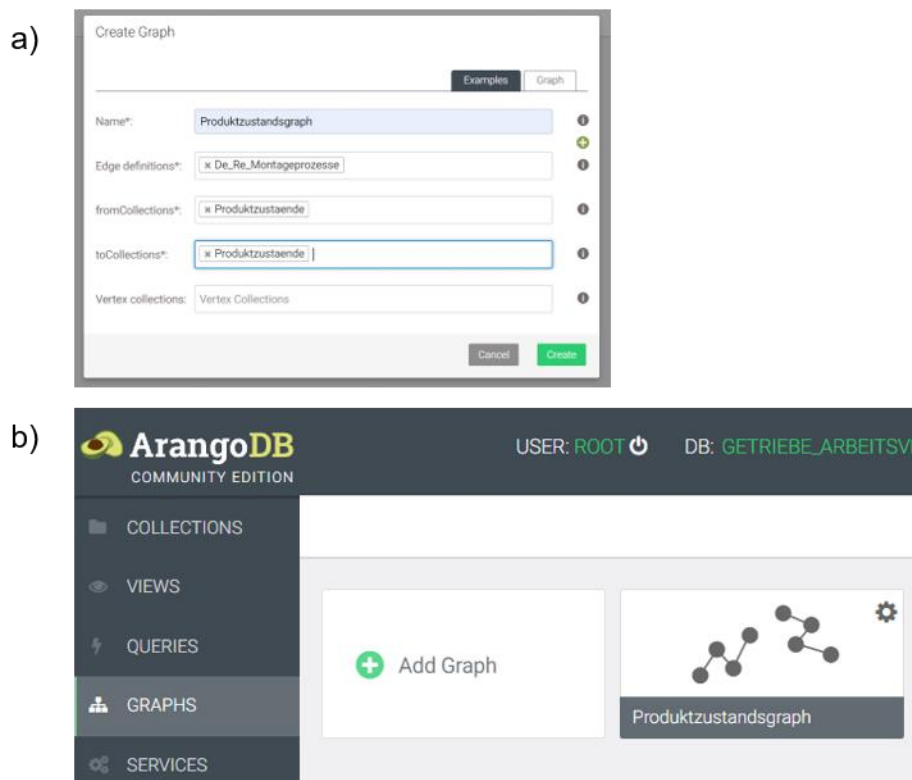 a)
Create Graph
Examples Graph
Name*: Produktzustandsgraph
Edge definitions*: × De_Re_Montageprozesse
fromCollections*: × Produktzustaende
toCollections*: × Produktzustaende
Vertex collections: Vertex Collections
Cancel Create
b)
ArangoDB
COMMUNITY EDITION
USER: ROOT DB: GETRIEBE_ARBEITSV
COLLECTIONS
VIEWS
QUERIES
GRAPHS
SERVICES
Add Graph
Produktzustandsgraph